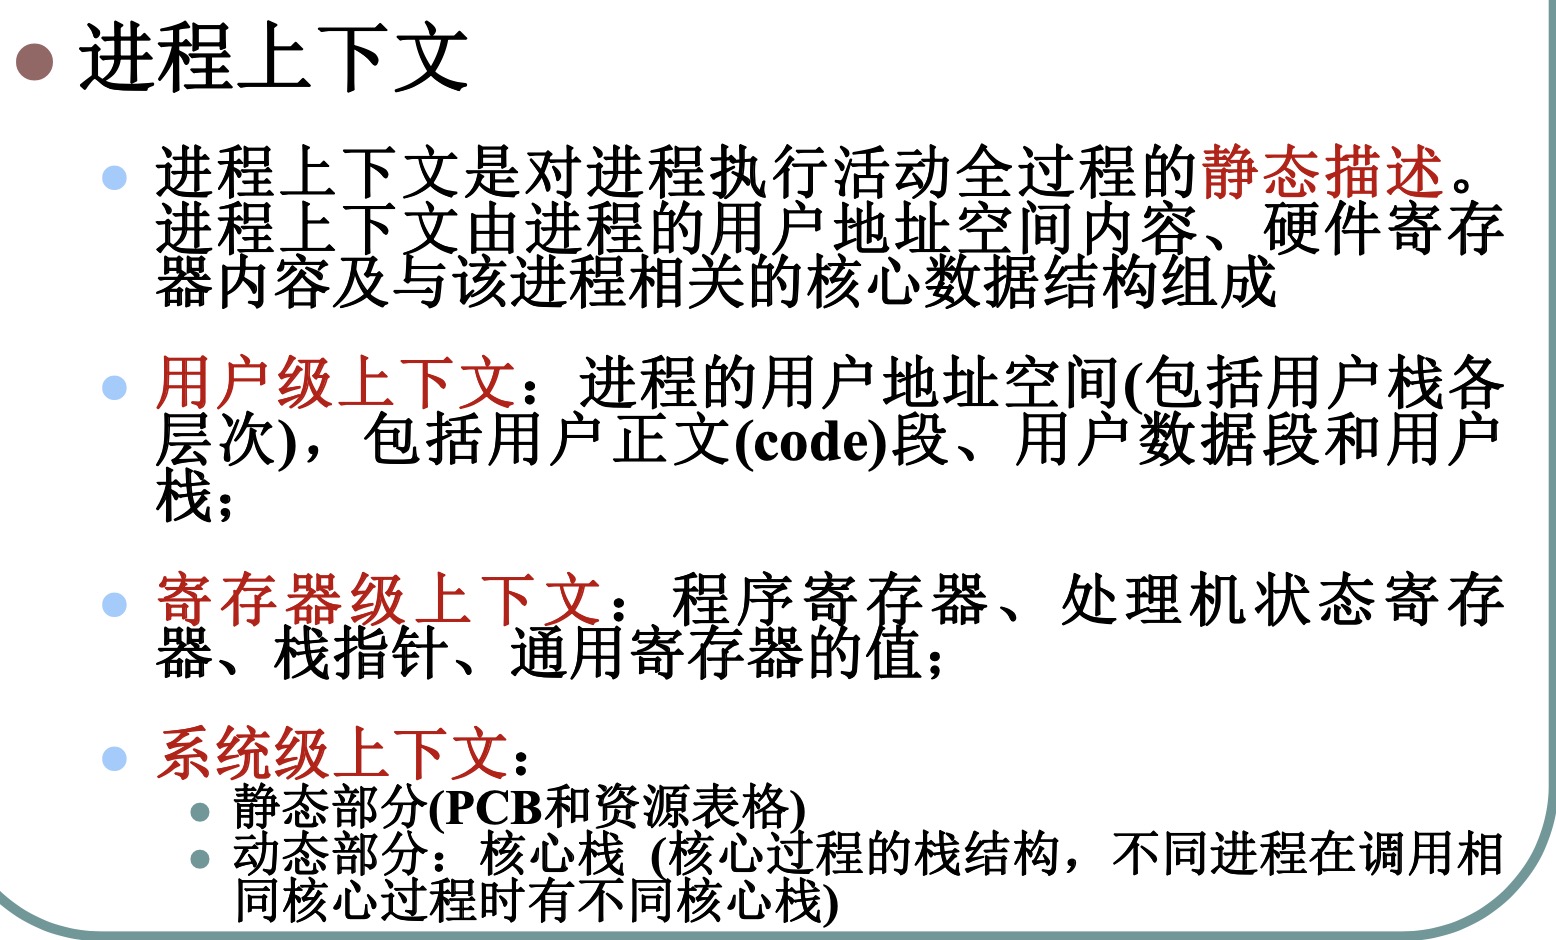 进程上下文
进程上下文是对进程执行活动全过程的静态描述。
进程上下文由进程的用户地址空间内容、硬件寄存
器内容及与该进程相关的核心数据结构组成
用户级上下文：进程的用户地址空间(包括用户栈各
层次)，包括用户正文(code)段、用户数据段和用户
栈；
寄存器级上下文：程序寄存器、处理机状态寄存
器、栈指针、通用寄存器的值；
系统级上下文：
静态部分(PCB和资源表格)
动态部分：核心栈 (核心过程的栈结构，不同进程在调用相
同核心过程时有不同核心栈)